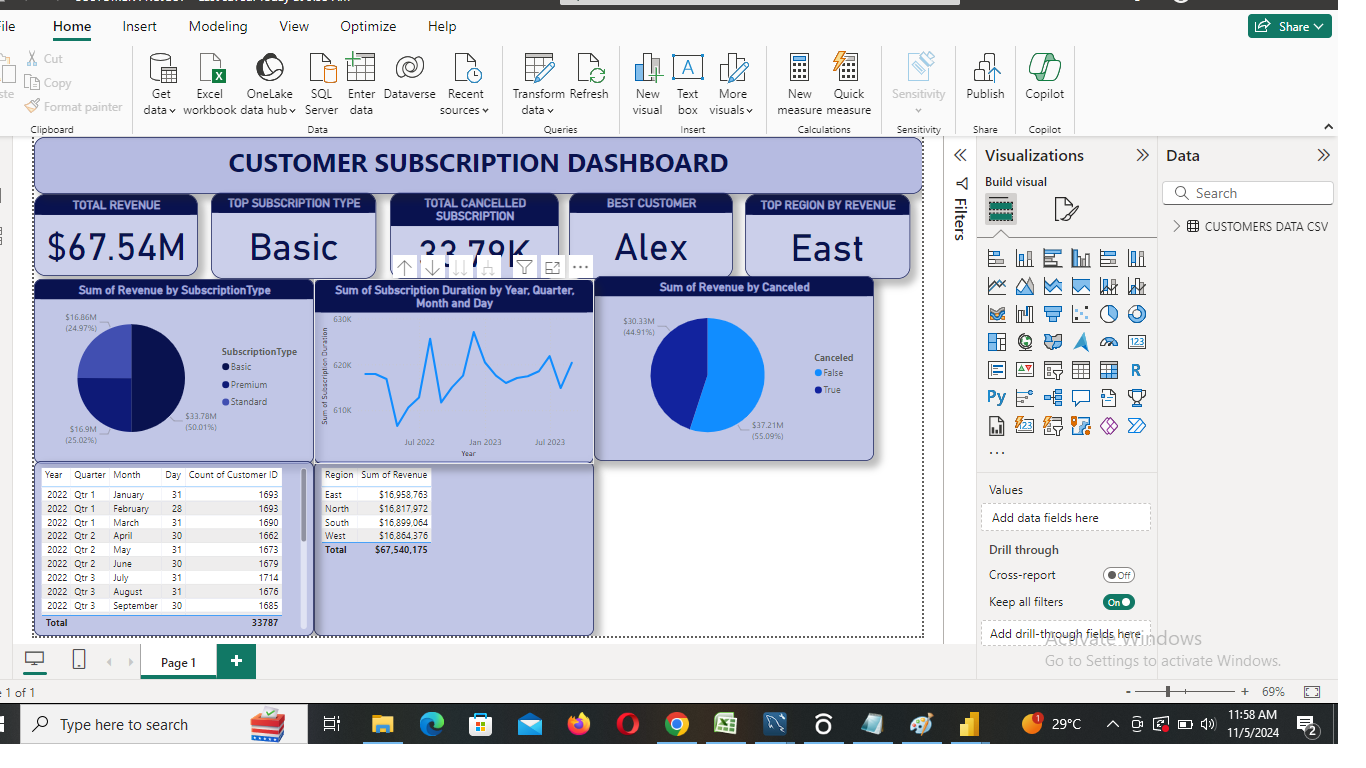 File Home Insert Modeling View Optimize Help Share
Cut
Copy
Format painter
Clipboard
Get data
Excel workbook
OneLake data hub
SQL Server
Enter data
Dataverse
Recent sources
Data
Transform data
Refresh
Queries
New visual
Text box
More visuals
Insert
New measure
Quick measure
Calculations
Sensitivity
Sensitivity
Publish
Share
Copilot
Copilot
CUSTOMER SUBSCRIPTION DASHBOARD
TOTAL REVENUE
$67.54M
TOP SUBSCRIPTION TYPE
Basic
TOTAL CANCELLED
SUBSCRIPTION
33.79K
BEST CUSTOMER
Alex
TOP REGION BY REVENUE
East
Sum of Revenue by SubscriptionType
$16.86M
(24.97%)
$16.9M
(25.02%)
$33.78M
(50.01%)
SubscriptionType
Basic
Premium
Standard
Sum of Subscription Duration by Year, Quarter,
Month and Day
Sum of Subscription Duration
630K
620K
610K
Jul 2022 Jan 2023 Jul 2023
Year
Sum of Revenue by Canceled
$30.33M
(44.91%)
$37.21M
(55.09%)
Canceled
False
True
Year Quarter Month Day Count of Customer ID
2022 Qtr 1 January 31 1693
2022 Qtr 1 February 28 1693
2022 Qtr 1 March 31 1690
2022 Qtr 2 April 30 1662
2022 Qtr 2 May 31 1673
2022 Qtr 2 June 30 1679
2022 Qtr 3 July 31 1714
2022 Qtr 3 August 31 1676
2022 Qtr 3 September 30 1685
Total 33787
Region Sum of Revenue
East $16,958,763
North $16,817,972
South $16,899,064
West $16,864,376
Total $67,540,175
Filters
Visualizations
Build visual
123
R
Py
123
Values
Add data fields here
Drill through
Cross-report Off
Keep all filters On
Add drill-through fields here
Data
Search
CUSTOMERS DATA CSV
Activate Windows
Go to Settings to activate Windows.
Page 1
1 of 1
- + 69%
Type here to search
1
29°C
11:58 AM
11/5/2024
2